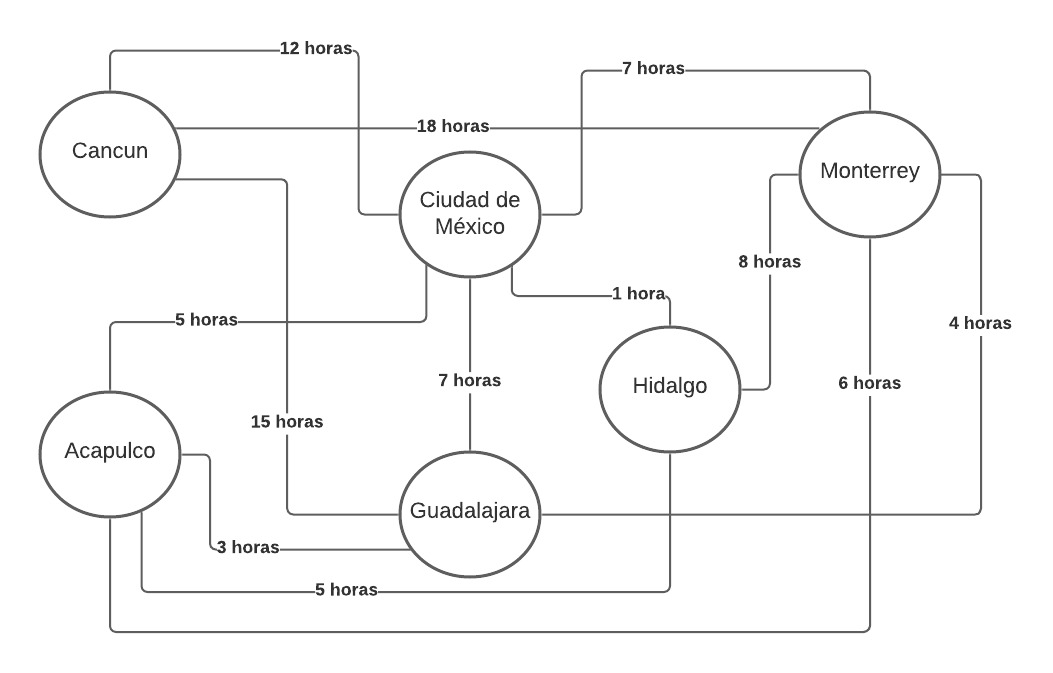 12 horas
7 horas
18 horas
Cancun
Ciudad de
México
Monterrey
8 horas
1 hora
5 horas
4 horas
7 horas
6 horas
Hidalgo
15 horas
Acapulco
Guadalajara
3 horas
5 horas